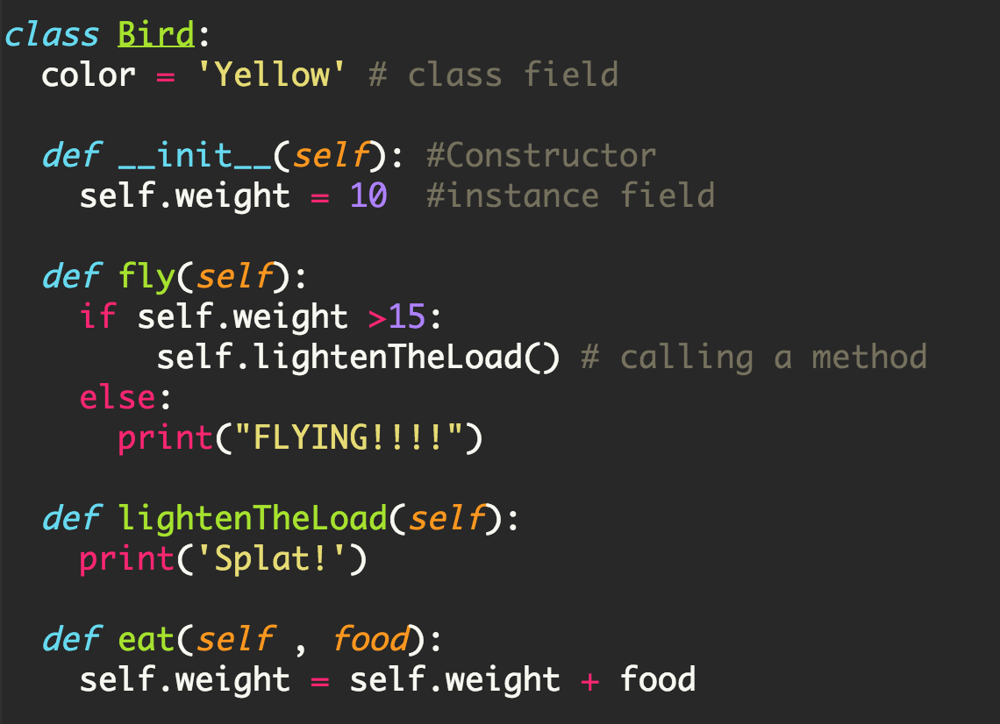 class Bird:
  color = 'Yellow' # class field
  def __init__(self): #Constructor
    self.weight = 10  #instance field
  def fly(self):
    if self.weight >15:
        self.lightenTheLoad() # calling a method
    else:
      print("FLYING!!!!")
  def lightenTheLoad(self):
    print('Splat!')
  def eat(self , food):
    self.weight = self.weight + food